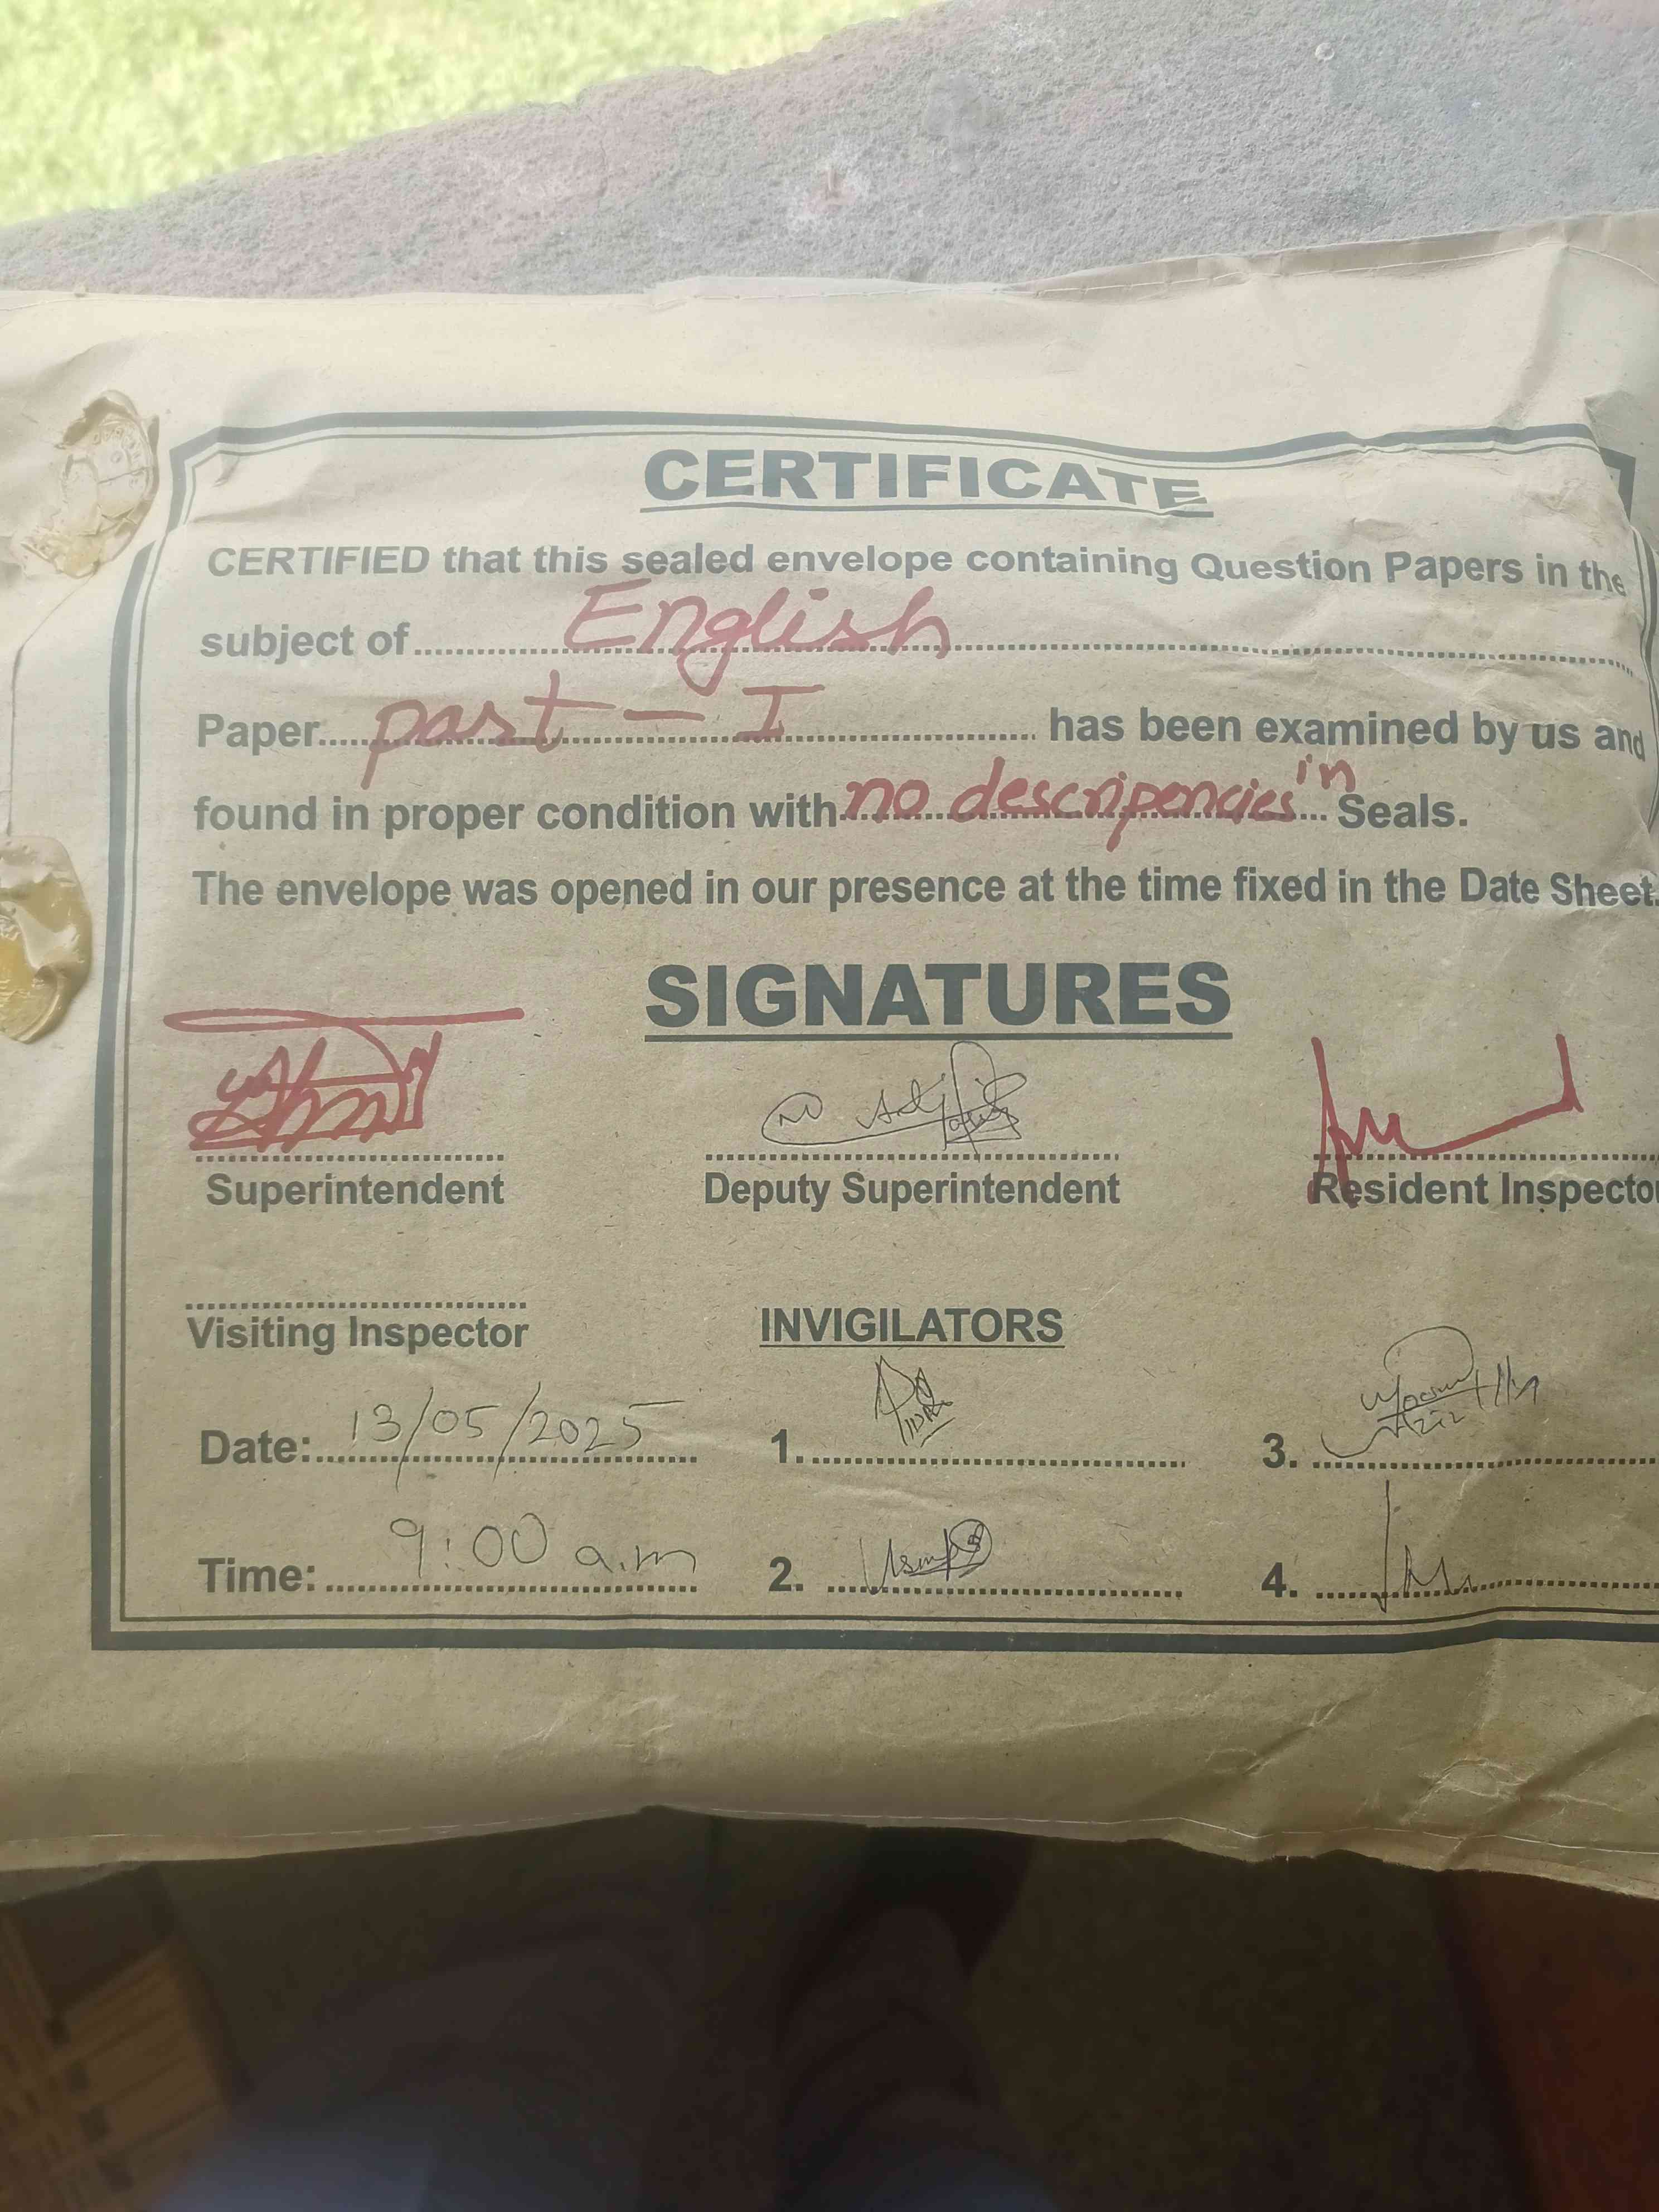 CERTIFICATE
CERTIFIED that this sealed envelope containing Question Papers in the
subject of English
Paper part - I has been examined by us and
found in proper condition with no descripencies in Seals.
The envelope was opened in our presence at the time fixed in the Date Sheet.
SIGNATURES
Superintendent Deputy Superintendent Resident Inspector
Visiting Inspector INVIGILATORS
Date: 13/05/2025 1. 3.
Time: 9:00 a.m 2. 4.